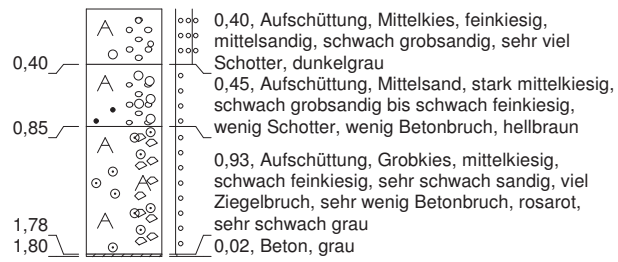 0,40, Aufschüttung, Mittelkies, feinkiesig,
mittelsandig, schwach grobsandig, sehr viel
Schotter, dunkelgrau
0,40
0,45, Aufschüttung, Mittelsand, stark mittelkiesig,
schwach grobsandig bis schwach feinkiesig,
wenig Schotter, wenig Betonbruch, hellbraun
0,85
0,93, Aufschüttung, Grobkies, mittelkiesig,
schwach feinkiesig, sehr schwach sandig, viel
Ziegelbruch, sehr wenig Betonbruch, rosarot,
sehr schwach grau
1,78
1,80
0,02, Beton, grau
A
A
A
A
A